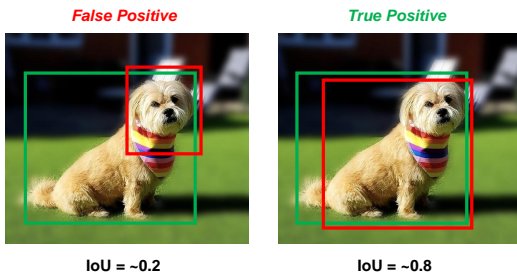 False Positive
True Positive
IoU = ~0.2
IoU = ~0.8